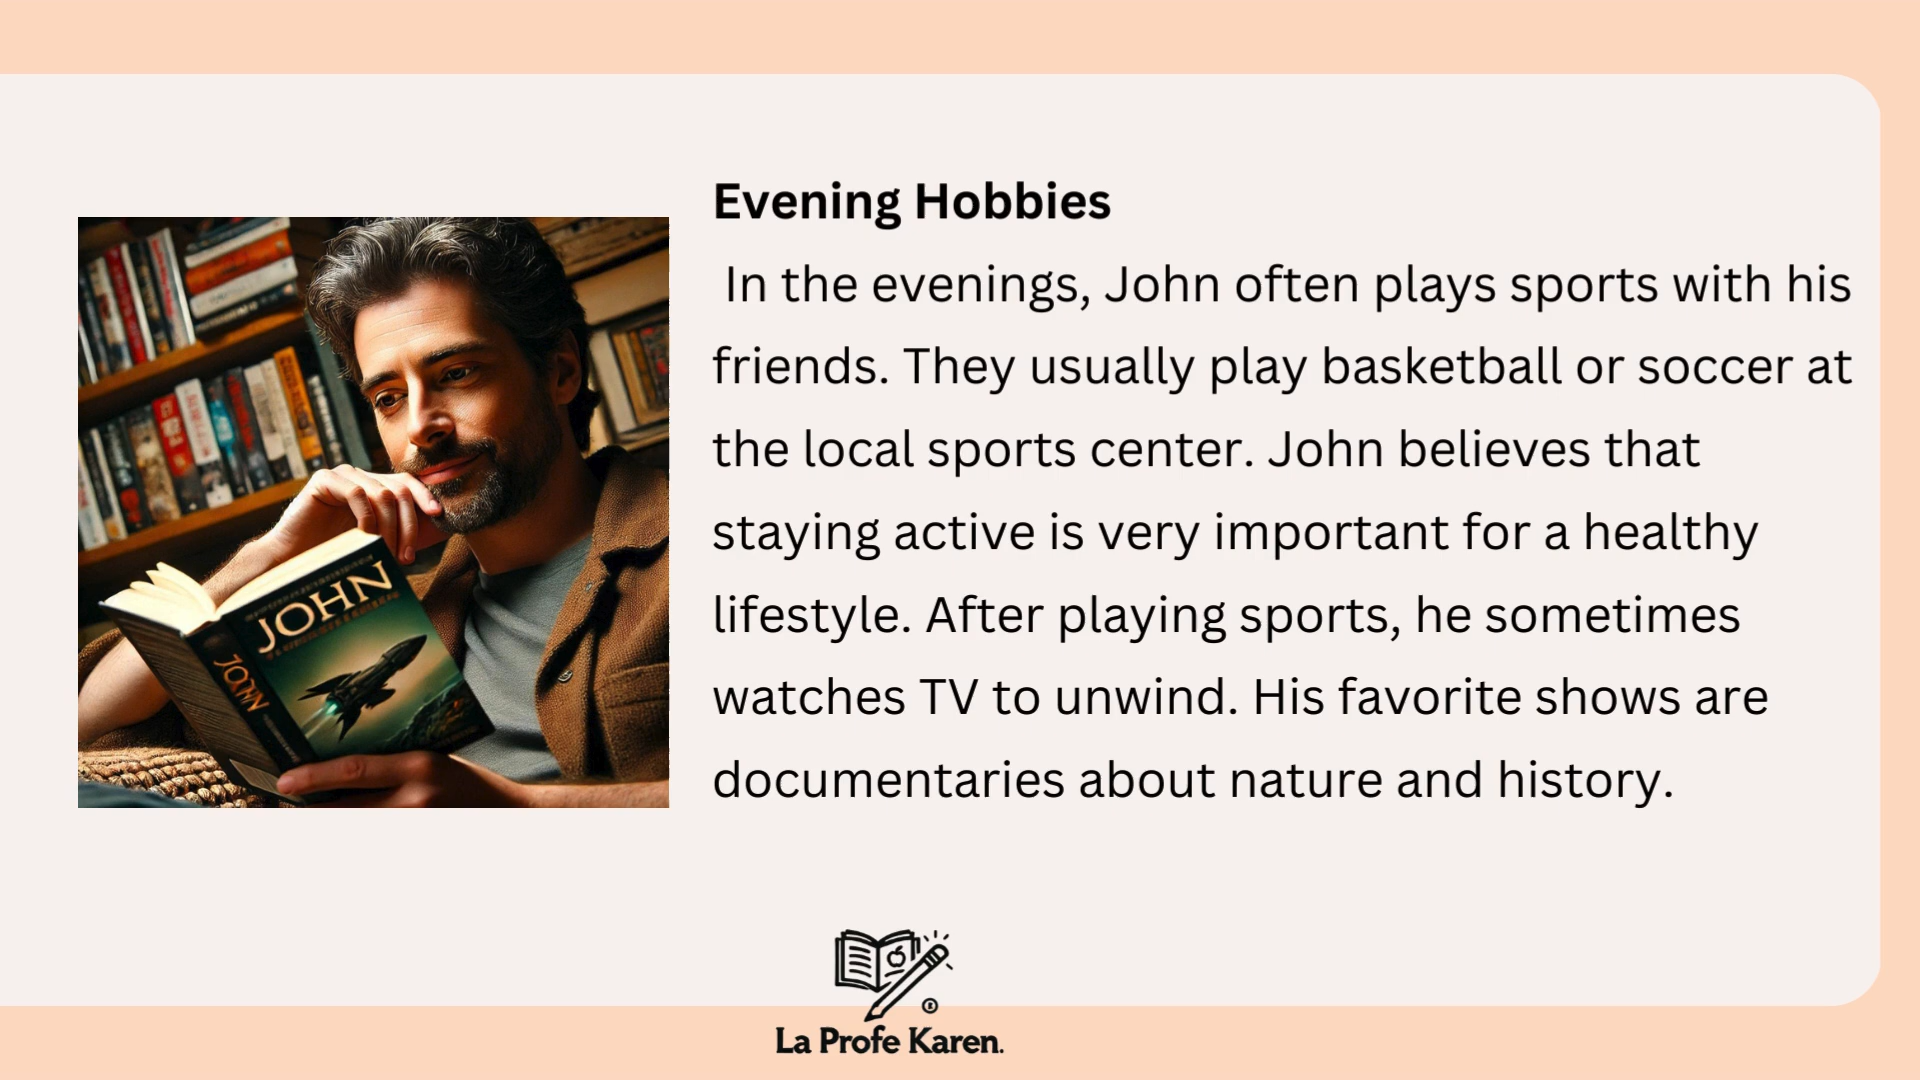 Evening Hobbies
In the evenings, John often plays sports with his
friends. They usually play basketball or soccer at
the local sports center. John believes that
staying active is very important for a healthy
lifestyle. After playing sports, he sometimes
watches TV to unwind. His favorite shows are
documentaries about nature and history.
JOHN
JOHN
La Profe Karen.